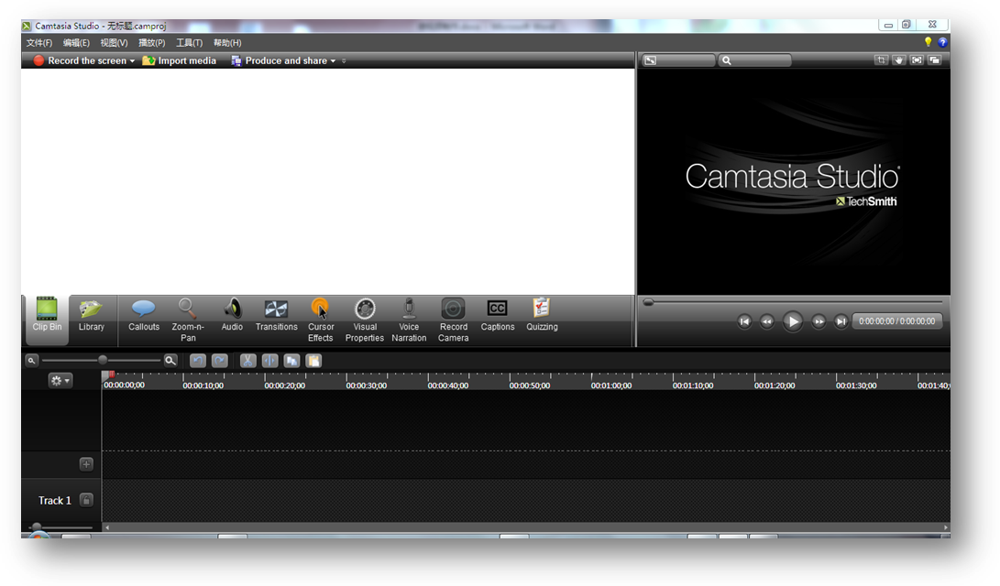 Camtasia Studio - 无标题.camproj
文件(F) 编辑(E) 视图(V) 播放(P) 工具(T) 帮助(H)
Record the screen Import media Produce and share
Camtasia Studio
TechSmith
Clip Bin Library Callouts Zoom-n-Pan Audio Transitions Cursor Effects Visual Properties Voice Narration Record Camera CC Captions Quizzing
0:00:00;00 / 0:00:00;00
00:00:00;00 00:00:10;00 00:00:20;00 00:00:30;00 00:00:40;00 00:00:50;00 00:01:00;00 00:01:10;00 00:01:20;00 00:01:30;00 00:01:40;
Track 1